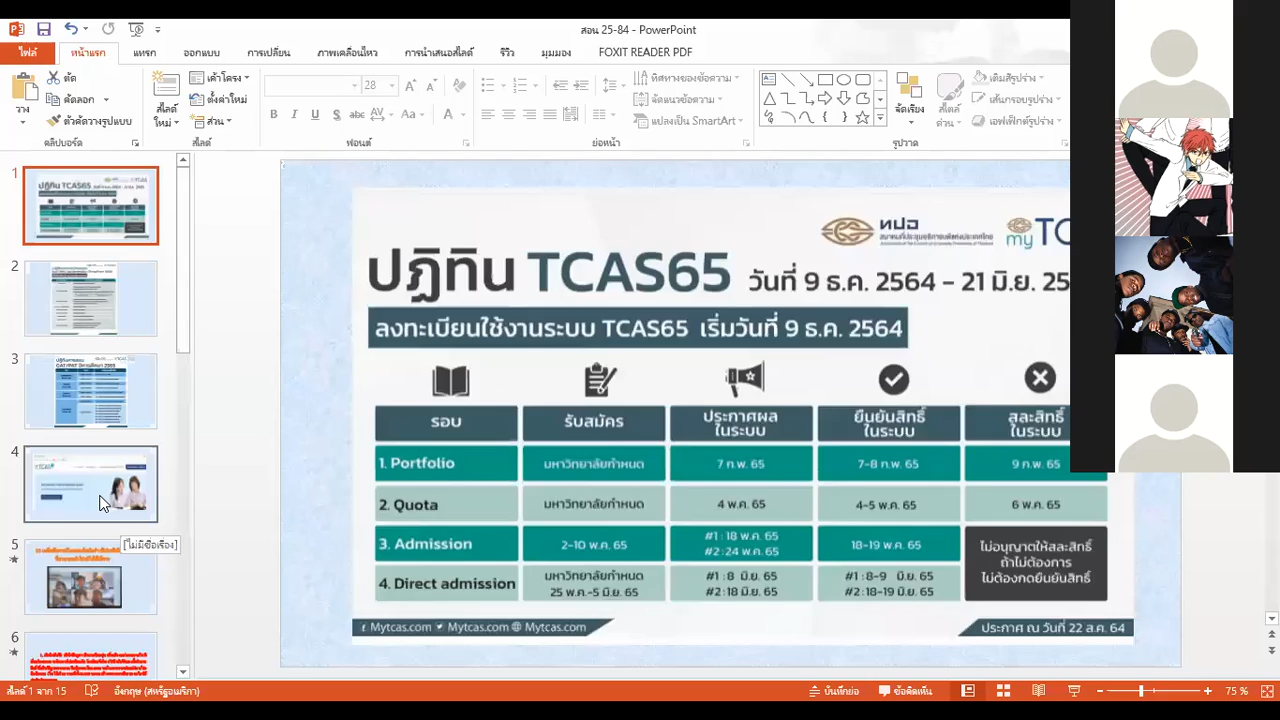 สอน 25-84 - PowerPoint
ไฟล์ หน้าแรก แทรก ออกแบบ การเปลี่ยน ภาพเคลื่อนไหว การนำเสนอสไลด์ รีวิว มุมมอง FOXIT READER PDF
ตัด
คัดลอก
ตัวคัดวางรูปแบบ
วาง
คลิปบอร์ด
สไลด์
ใหม่
เค้าโครง
ตั้งค่าใหม่
ส่วน
สไลด์
28
B I U S abc AV Aa A
ฟอนต์
ทิศทางของข้อความ
จัดแนวข้อความ
แปลงเป็น SmartArt
ย่อหน้า
จัดเรียง
สไตล์
ด่วน
เติมสีรูปร่าง
เส้นกรอบรูปร่าง
เอฟเฟ็กต์รูปร่าง
รูปวาด
1
ปฏิทิน TCAS65
2
3
4
[ไม่มีชื่อเรื่อง]
5
6
ทปอ
my TC
ปฏิทิน TCAS65 วันที่ 9 ธ.ค. 2564 - 21 มิ.ย. 25
ลงทะเบียนใช้งานระบบ TCAS65 เริ่มวันที่ 9 ธ.ค. 2564
รอบ รับสมัคร ประกาศผลในระบบ ยืนยันสิทธิ์ในระบบ สละสิทธิ์ในระบบ
1. Portfolio มหาวิทยาลัยกำหนด 7 ก.พ. 65 7-8 ก.พ. 65 9 ก.พ. 65
2. Quota มหาวิทยาลัยกำหนด 4 พ.ค. 65 4-5 พ.ค. 65 6 พ.ค. 65
3. Admission 2-10 พ.ค. 65 #1 : 18 พ.ค. 65 #2 : 24 พ.ค. 65 18-19 พ.ค. 65
4. Direct admission มหาวิทยาลัยกำหนด 25 พ.ค.-5 มิ.ย. 65 #1 : 8 มิ.ย. 65 #2 : 18 มิ.ย. 65 #1 : 8-9 มิ.ย. 65 #2 : 18-19 มิ.ย. 65
ไม่อนุญาตให้สละสิทธิ์
ถ้าไม่ต้องการ
ไม่ต้องกดยืนยันสิทธิ์
Mytcas.com Mytcas.com Mytcas.com
ประกาศ ณ วันที่ 22 ส.ค. 64
สไลด์ 1 จาก 15 อังกฤษ (สหรัฐอเมริกา) บันทึกย่อ ข้อคิดเห็น 75 %